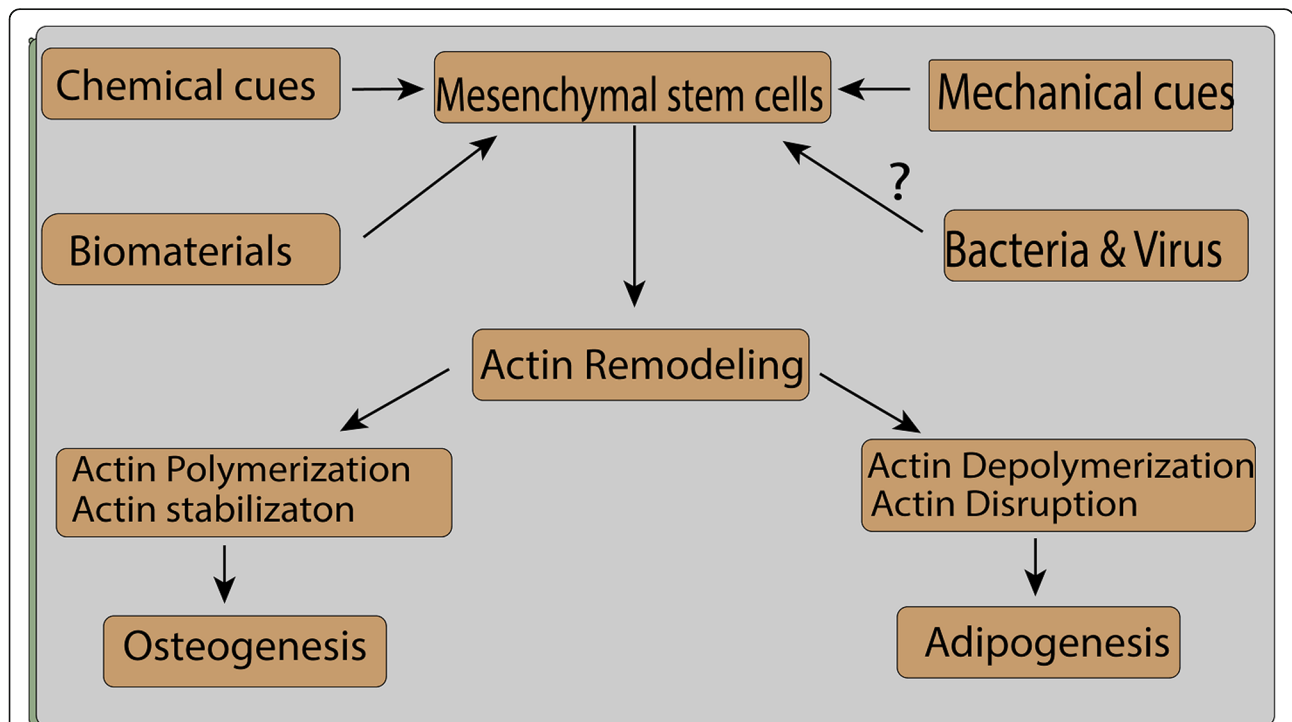 Chemical cues
Mesenchymal stem cells
Mechanical cues
?
Biomaterials
Bacteria & Virus
Actin Remodeling
Actin Polymerization
Actin stabilizaton
Actin Depolymerization
Actin Disruption
Osteogenesis
Adipogenesis